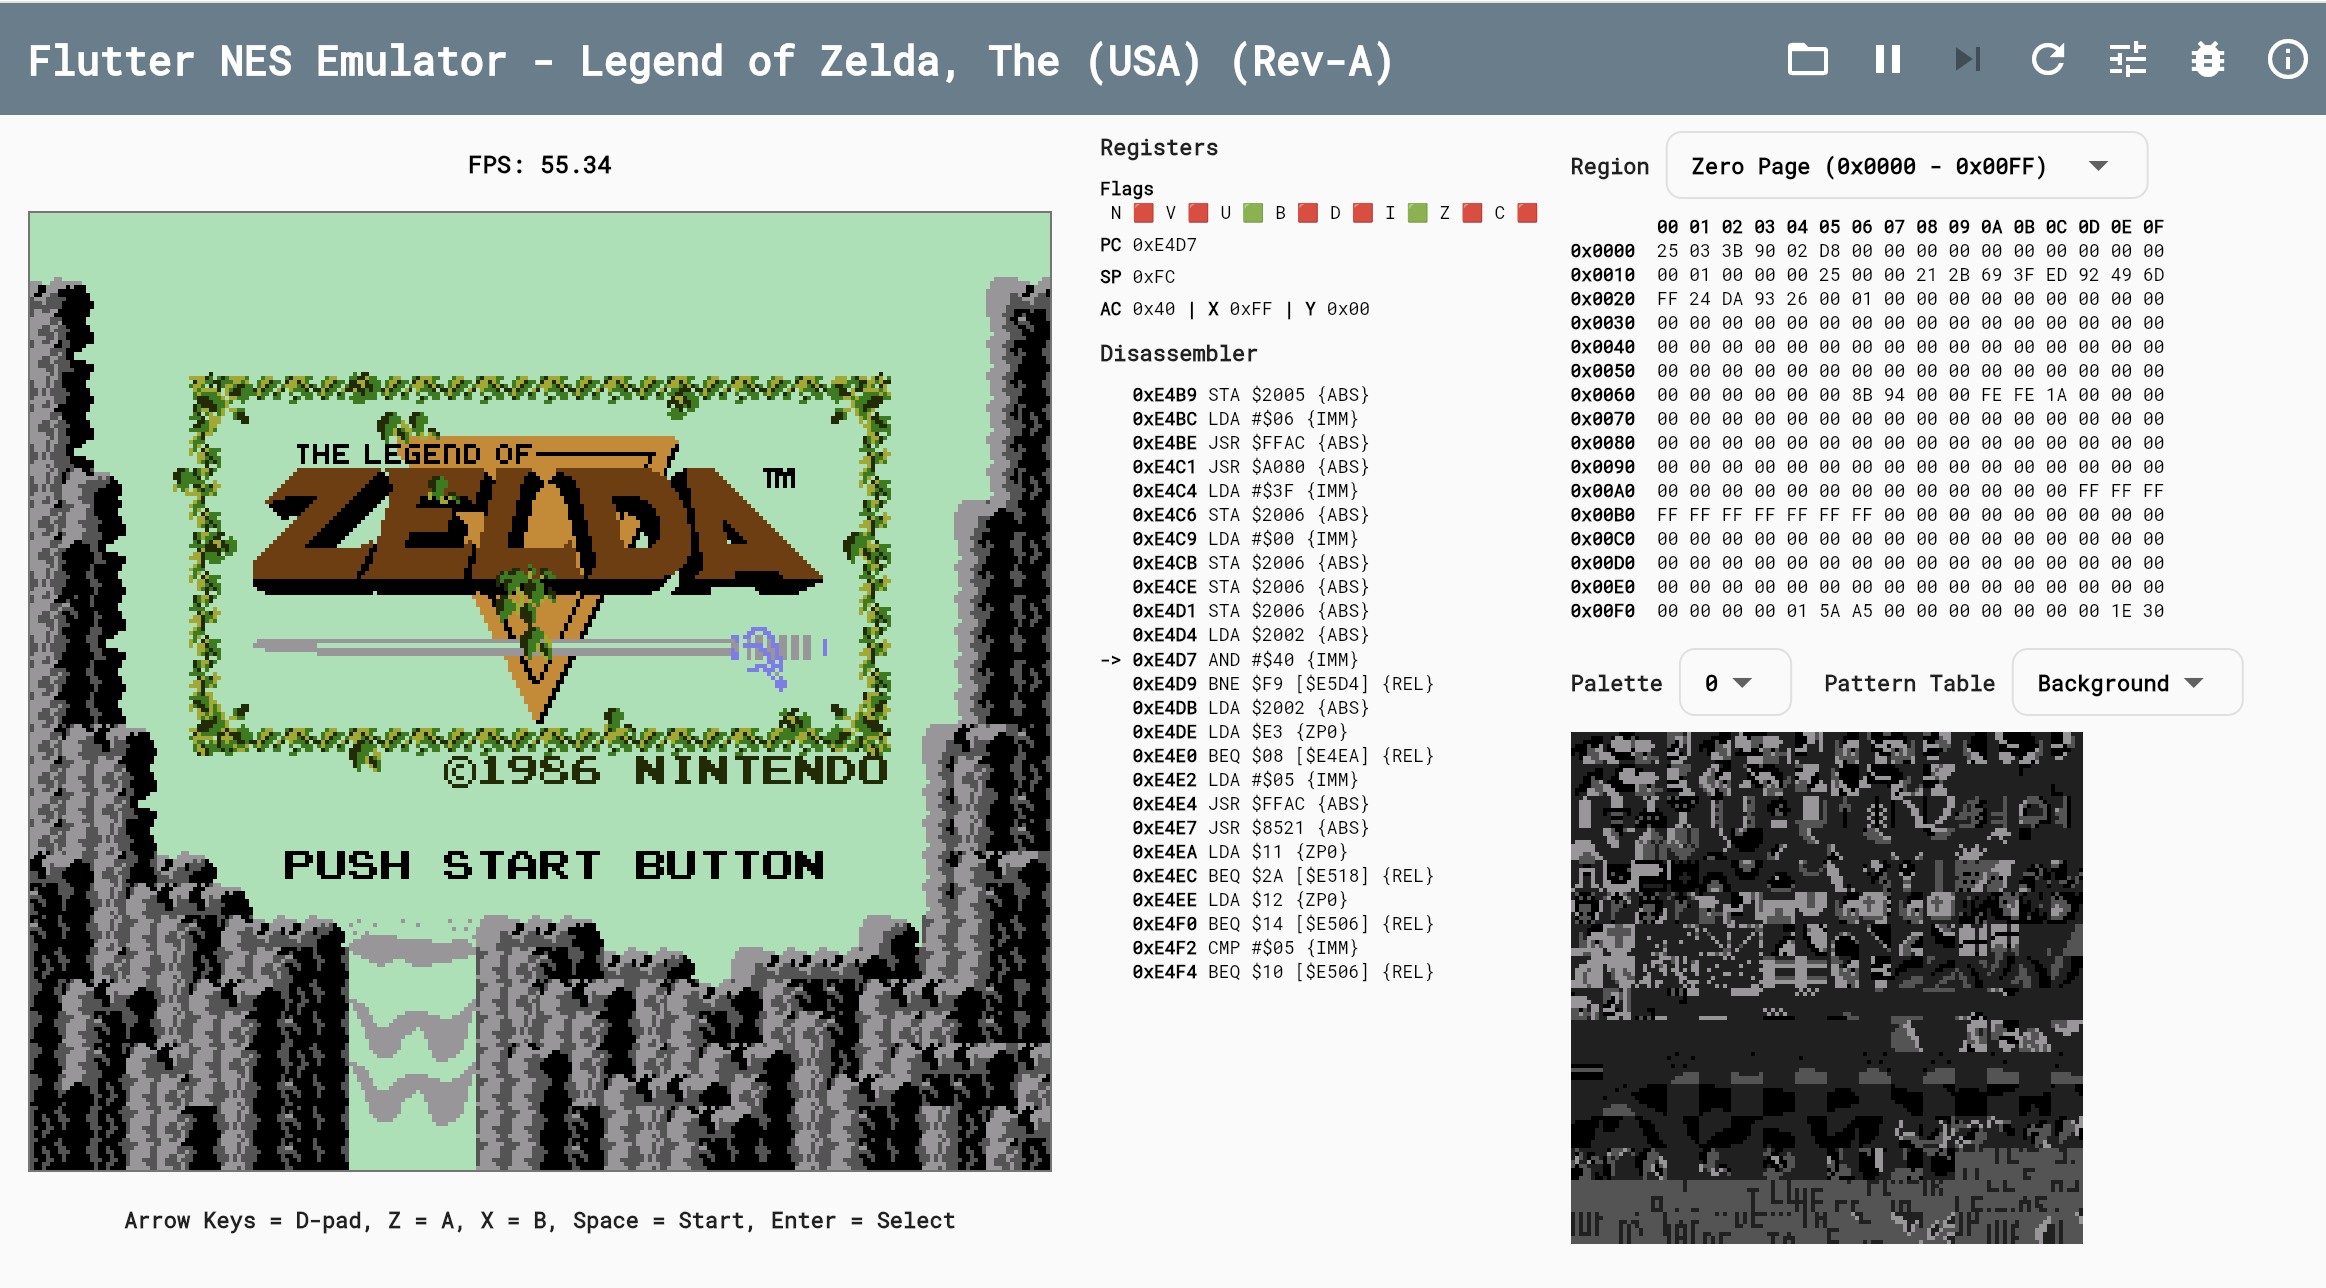 Flutter NES Emulator - Legend of Zelda, The (USA) (Rev-A)
FPS: 55.34
THE LEGEND OF
ZELDA
TM
©1986 NINTENDO
PUSH START BUTTON
Arrow Keys = D-pad, Z = A, X = B, Space = Start, Enter = Select
Registers
Flags
N V U B D I Z C
PC 0xE4D7
SP 0xFC
AC 0x40 | X 0xFF | Y 0x00
Disassembler
0xE4B9 STA $2005 {ABS}
0xE4BC LDA #$06 {IMM}
0xE4BE JSR $FFAC {ABS}
0xE4C1 JSR $A080 {ABS}
0xE4C4 LDA #$3F {IMM}
0xE4C6 STA $2006 {ABS}
0xE4C9 LDA #$00 {IMM}
0xE4CB STA $2006 {ABS}
0xE4CE STA $2006 {ABS}
0xE4D1 STA $2006 {ABS}
0xE4D4 LDA $2002 {ABS}
-> 0xE4D7 AND #$40 {IMM}
0xE4D9 BNE $F9 [$E5D4] {REL}
0xE4DB LDA $2002 {ABS}
0xE4DE LDA $E3 {ZP0}
0xE4E0 BEQ $08 [$E4EA] {REL}
0xE4E2 LDA #$05 {IMM}
0xE4E4 JSR $FFAC {ABS}
0xE4E7 JSR $8521 {ABS}
0xE4EA LDA $11 {ZP0}
0xE4EC BEQ $2A [$E518] {REL}
0xE4EE LDA $12 {ZP0}
0xE4F0 BEQ $14 [$E506] {REL}
0xE4F2 CMP #$05 {IMM}
0xE4F4 BEQ $10 [$E506] {REL}
Region Zero Page (0x0000 - 0x00FF)
00 01 02 03 04 05 06 07 08 09 0A 0B 0C 0D 0E 0F
0x0000 25 03 3B 90 02 D8 00 00 00 00 00 00 00 00 00 00
0x0010 00 01 00 00 00 25 00 00 21 2B 69 3F ED 92 49 6D
0x0020 FF 24 DA 93 26 00 01 00 00 00 00 00 00 00 00 00
0x0030 00 00 00 00 00 00 00 00 00 00 00 00 00 00 00 00
0x0040 00 00 00 00 00 00 00 00 00 00 00 00 00 00 00 00
0x0050 00 00 00 00 00 00 00 00 00 00 00 00 00 00 00 00
0x0060 00 00 00 00 00 00 8B 94 00 00 FE FE 1A 00 00 00
0x0070 00 00 00 00 00 00 00 00 00 00 00 00 00 00 00 00
0x0080 00 00 00 00 00 00 00 00 00 00 00 00 00 00 00 00
0x0090 00 00 00 00 00 00 00 00 00 00 00 00 00 00 00 00
0x00A0 00 00 00 00 00 00 00 00 00 00 00 00 00 FF FF FF
0x00B0 FF FF FF FF FF FF FF 00 00 00 00 00 00 00 00 00
0x00C0 00 00 00 00 00 00 00 00 00 00 00 00 00 00 00 00
0x00D0 00 00 00 00 00 00 00 00 00 00 00 00 00 00 00 00
0x00E0 00 00 00 00 00 00 00 00 00 00 00 00 00 00 00 00
0x00F0 00 00 00 00 01 5A A5 00 00 00 00 00 00 00 1E 30
Palette 0 Pattern Table Background